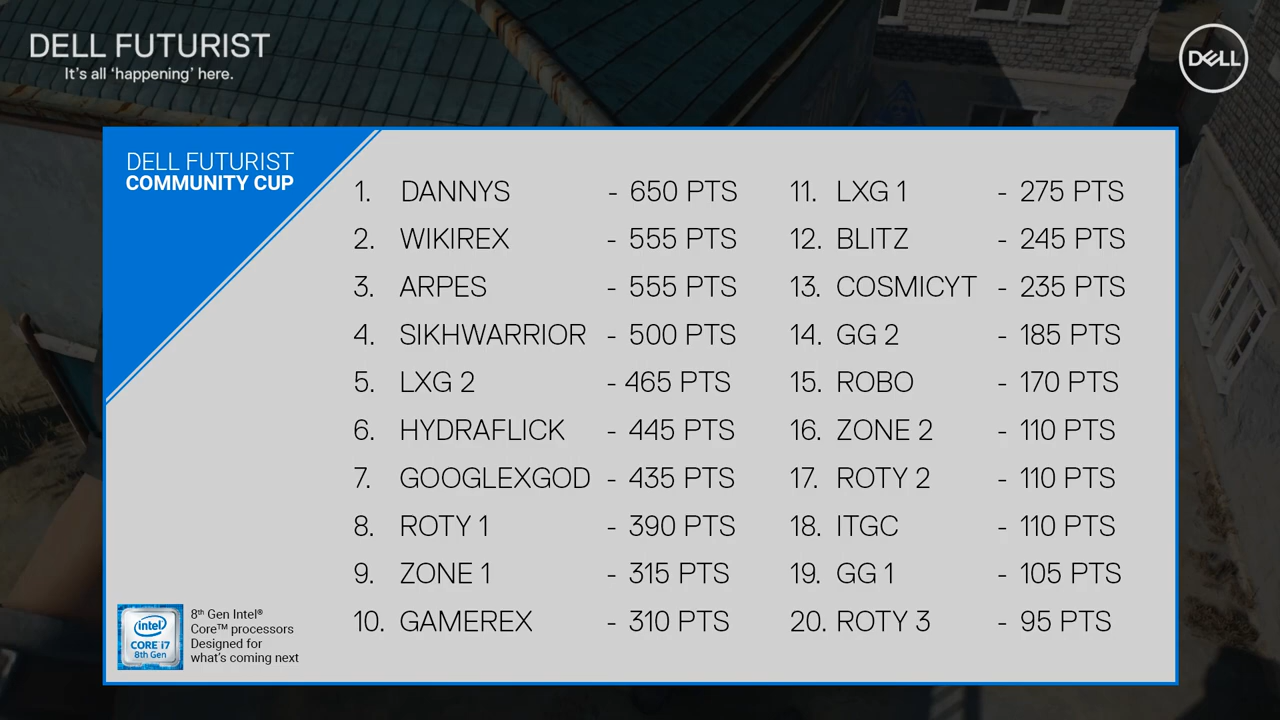 DELL FUTURIST
It's all ‘happening’ here.
DELL
DELL FUTURIST
COMMUNITY CUP
1. DANNYS - 650 PTS
2. WIKIREX - 555 PTS
3. ARPES - 555 PTS
4. SIKHWARRIOR - 500 PTS
5. LXG 2 - 465 PTS
6. HYDRAFLICK - 445 PTS
7. GOOGLEXGOD - 435 PTS
8. ROTY 1 - 390 PTS
9. ZONE 1 - 315 PTS
10. GAMEREX - 310 PTS
11. LXG 1 - 275 PTS
12. BLITZ - 245 PTS
13. COSMICYT - 235 PTS
14. GG 2 - 185 PTS
15. ROBO - 170 PTS
16. ZONE 2 - 110 PTS
17. ROTY 2 - 110 PTS
18. ITGC - 110 PTS
19. GG 1 - 105 PTS
20. ROTY 3 - 95 PTS
intel
CORE i7
8th Gen
8th Gen Intel®
Core™ processors
Designed for
what's coming next